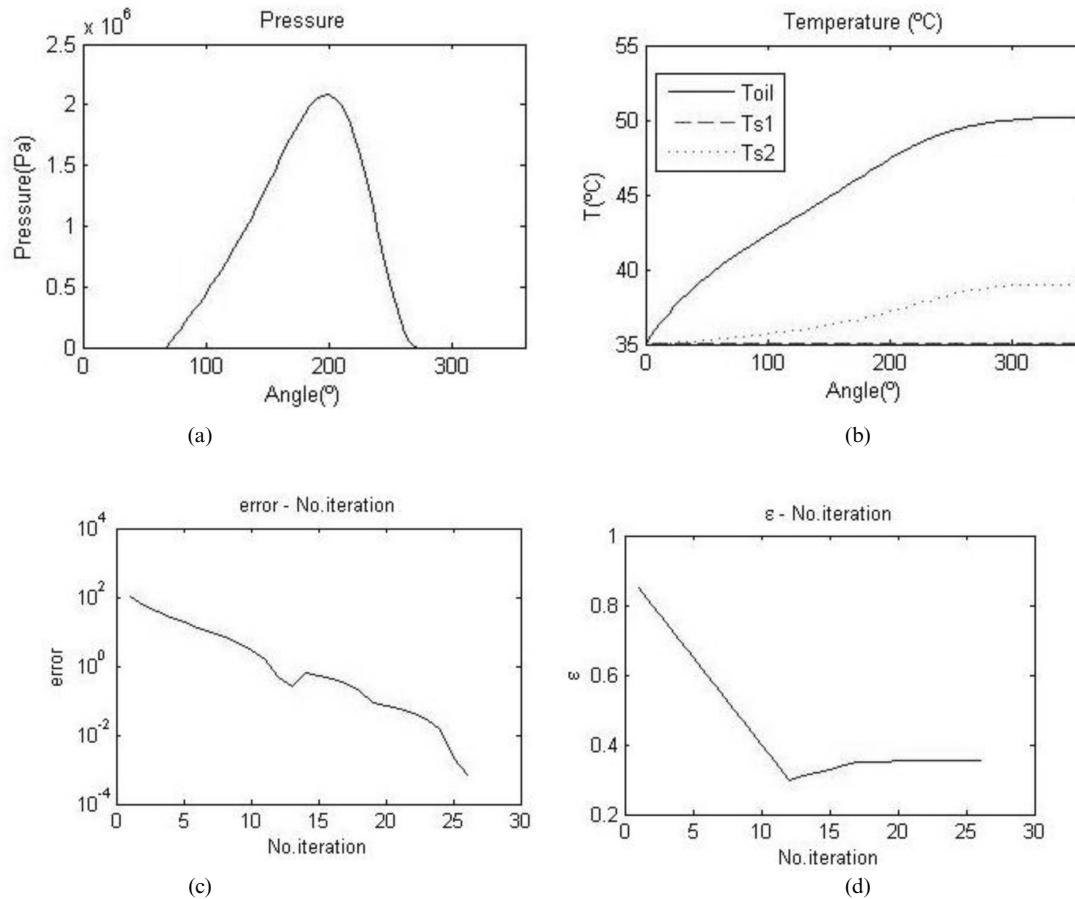 x 10^6
Pressure
2.5
2
1.5
1
0.5
0
Pressure(Pa)
0 100 200 300
Angle(º)
(a)
Temperature (ºC)
55
50
45
40
35
T(ºC)
Toil
Ts1
Ts2
0 100 200 300
Angle(º)
(b)
error - No.iteration
10^4
10^2
10^0
10^-2
10^-4
error
0 5 10 15 20 25 30
No.iteration
(c)
ε - No.iteration
1
0.8
0.6
0.4
0.2
ε
0 5 10 15 20 25 30
No.iteration
(d)